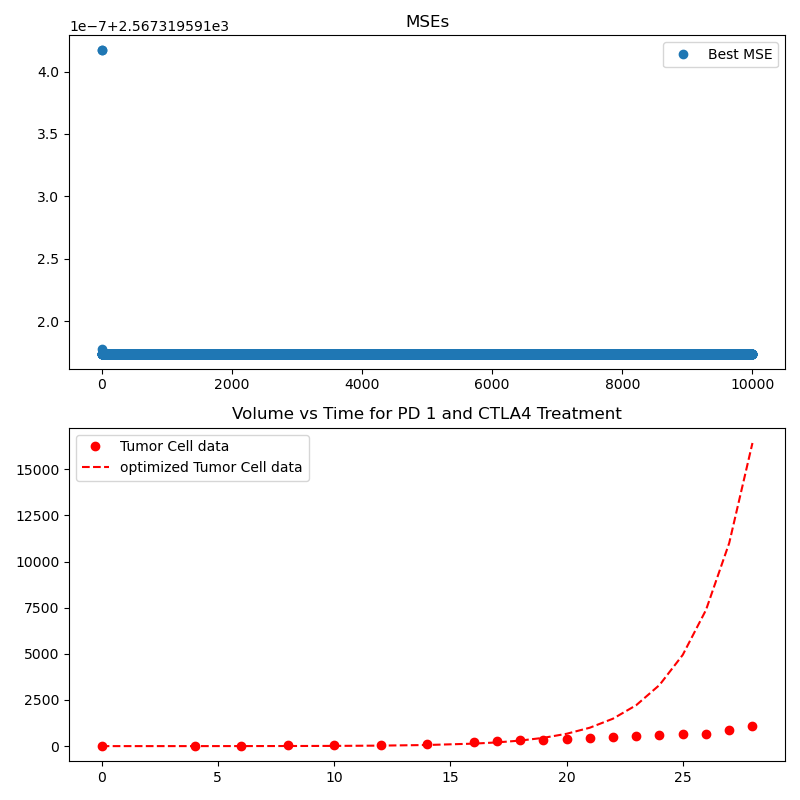 MSEs
1e−7+2.567319591e3
Best MSE
4.0
3.5
3.0
2.5
2.0
0 2000 4000 6000 8000 10000
Volume vs Time for PD 1 and CTLA4 Treatment
Tumor Cell data
optimized Tumor Cell data
15000
12500
10000
7500
5000
2500
0
0 5 10 15 20 25